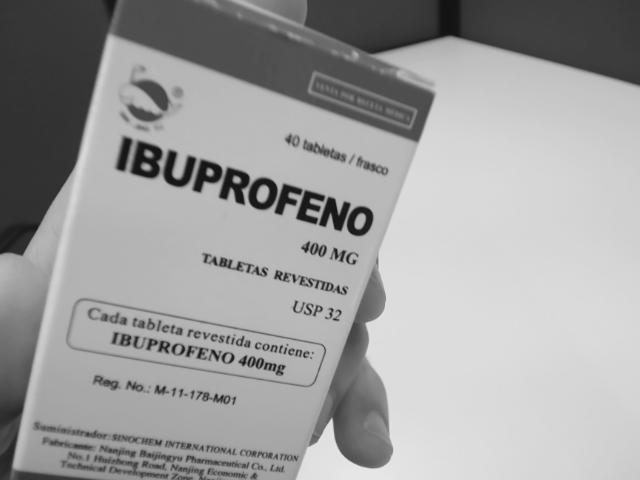 VENTA POR RECETA MEDICA
40 tabletas / frasco
IBUPROFENO
400 MG
TABLETAS REVESTIDAS
USP 32
Cada tableta revestida contiene:
IBUPROFENO 400mg
Reg. No.: M-11-178-M01
Suministrador: SINOCHEM INTERNATIONAL CORPORATION
Fabricante: Nanjing Baijingyu Pharmaceutical Co., Ltd.
No.1 Huizhong Road, Nanjing Economic &
Technical Development Zone,